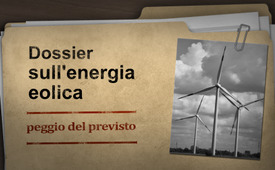 Dossier
sull'energia
eolica
peggio del previsto